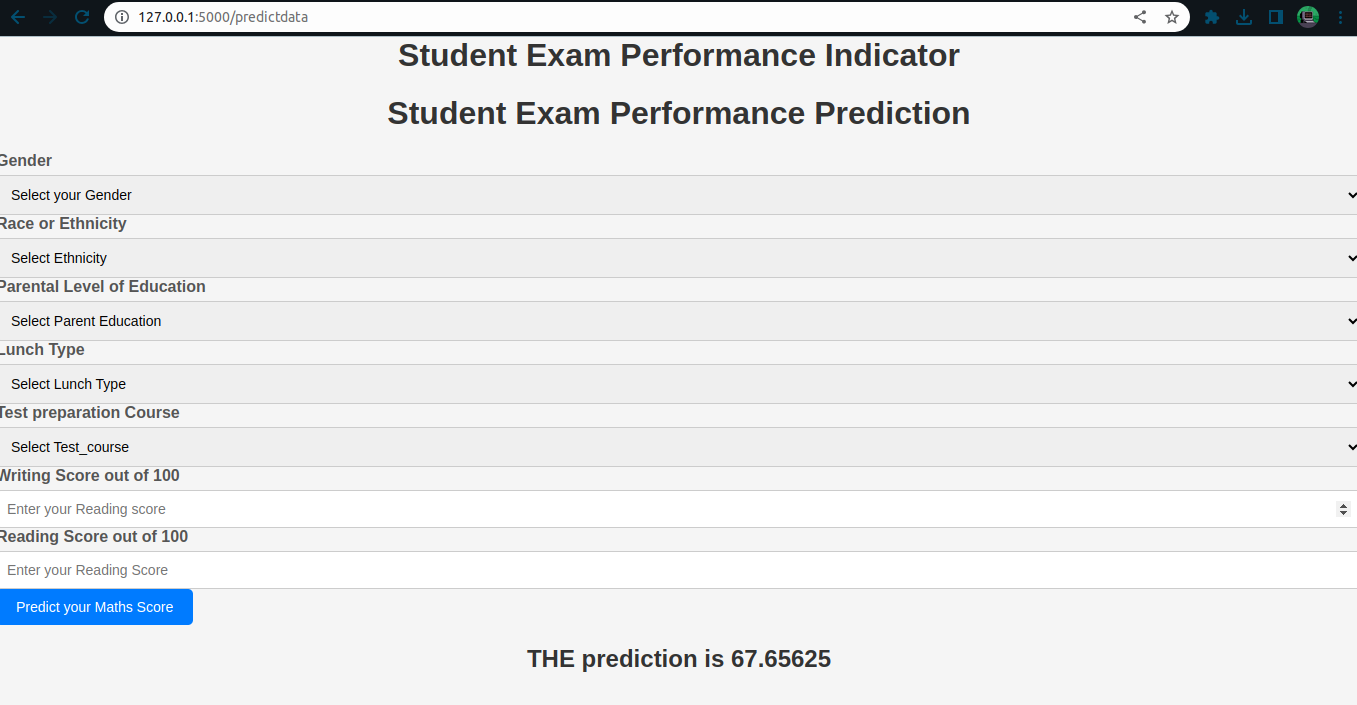 127.0.0.1:5000/predictdata
Student Exam Performance Indicator
Student Exam Performance Prediction
Gender
Select your Gender
Race or Ethnicity
Select Ethnicity
Parental Level of Education
Select Parent Education
Lunch Type
Select Lunch Type
Test preparation Course
Select Test_course
Writing Score out of 100
Enter your Reading score
Reading Score out of 100
Enter your Reading Score
Predict your Maths Score
THE prediction is 67.65625